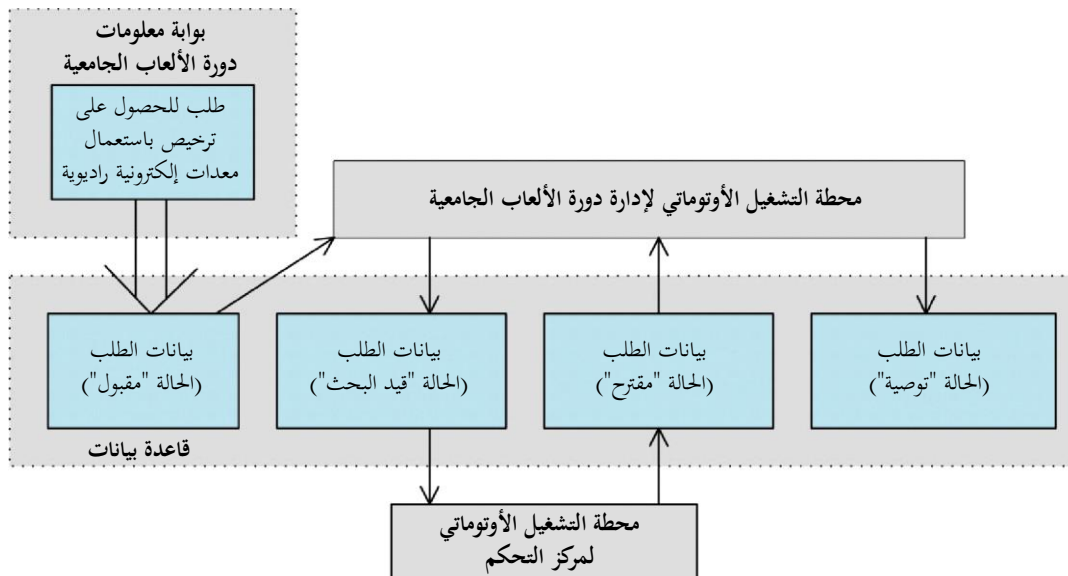 بوابة معلومات
دورة الألعاب الجامعية
طلب للحصول على
ترخيص باستعمال
معدات إلكترونية راديوية
محطة التشغيل الأوتوماتي لإدارة دورة الألعاب الجامعية
بيانات الطلب
(الحالة "مقبول")
بيانات الطلب
(الحالة "قيد البحث")
بيانات الطلب
(الحالة "مقترح")
بيانات الطلب
(الحالة "توصية")
قاعدة بيانات
محطة التشغيل الأوتوماتي
لمركز التحكم